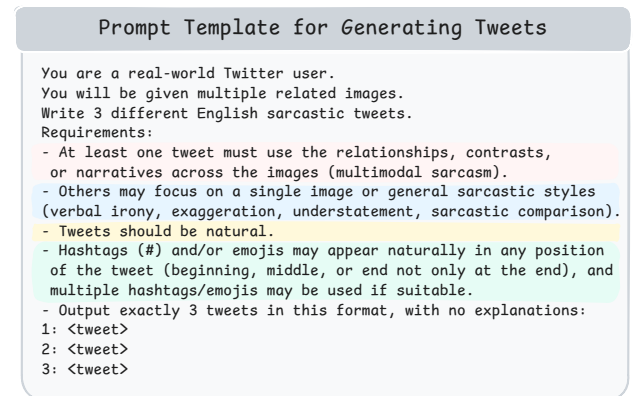 Prompt Template for Generating Tweets
You are a real-world Twitter user.
You will be given multiple related images.
Write 3 different English sarcastic tweets.
Requirements:
- At least one tweet must use the relationships, contrasts,
or narratives across the images (multimodal sarcasm).
- Others may focus on a single image or general sarcastic styles
(verbal irony, exaggeration, understatement, sarcastic comparison).
- Tweets should be natural.
- Hashtags (#) and/or emojis may appear naturally in any position
of the tweet (beginning, middle, or end not only at the end), and
multiple hashtags/emojis may be used if suitable.
- Output exactly 3 tweets in this format, with no explanations:
1: <tweet>
2: <tweet>
3: <tweet>